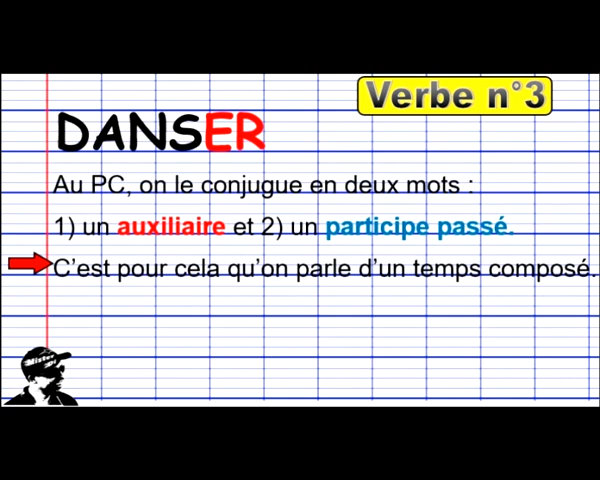 Verbe n°3
DANSER
Au PC, on le conjugue en deux mots :
1) un auxiliaire et 2) un participe passé.
C'est pour cela qu'on parle d'un temps composé.
Mister